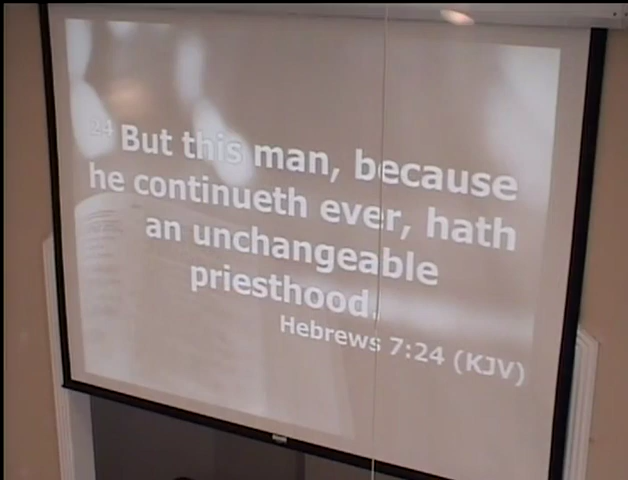 24 But this man, because
he continueth ever, hath
an unchangeable
priesthood.
Hebrews 7:24 (KJV)